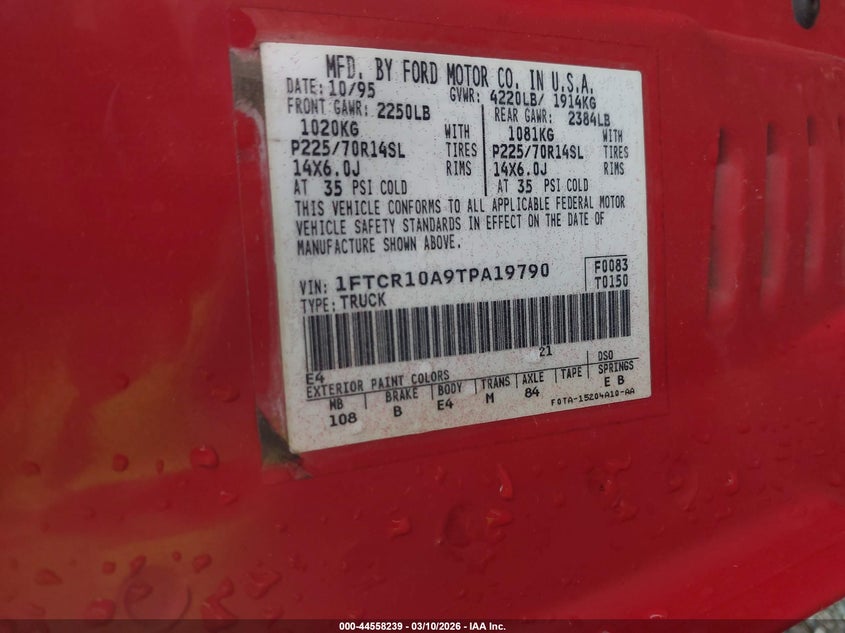 MFD. BY FORD MOTOR CO. IN U.S.A.
DATE: 10/95 GVWR: 4220LB/ 1914KG
FRONT GAWR: 2250LB REAR GAWR: 2384LB
1020KG WITH 1081KG WITH
P225/70R14SL TIRES P225/70R14SL TIRES
14X6.0J RIMS 14X6.0J RIMS
AT 35 PSI COLD AT 35 PSI COLD
THIS VEHICLE CONFORMS TO ALL APPLICABLE FEDERAL MOTOR
VEHICLE SAFETY STANDARDS IN EFFECT ON THE DATE OF
MANUFACTURE SHOWN ABOVE.
VIN: 1FTCR10A9TPA19790 F0083
TYPE: TRUCK T0150
21
E4 DSO
EXTERIOR PAINT COLORS
WB BRAKE BODY TRANS AXLE TAPE SPRINGS
108 B E4 M 84 E B
F0TA-15204A10-AA
000-44558239 - 03/10/2026 - IAA Inc.